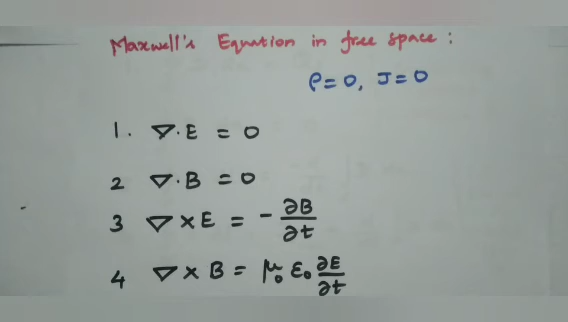 Maxwell's Equation in free space :
ρ=0, J=0
1. ∇.E = 0
2 ∇.B = 0
3 ∇×E = - ∂B/∂t
4 ∇×B = μ₀ ε₀ ∂E/∂t